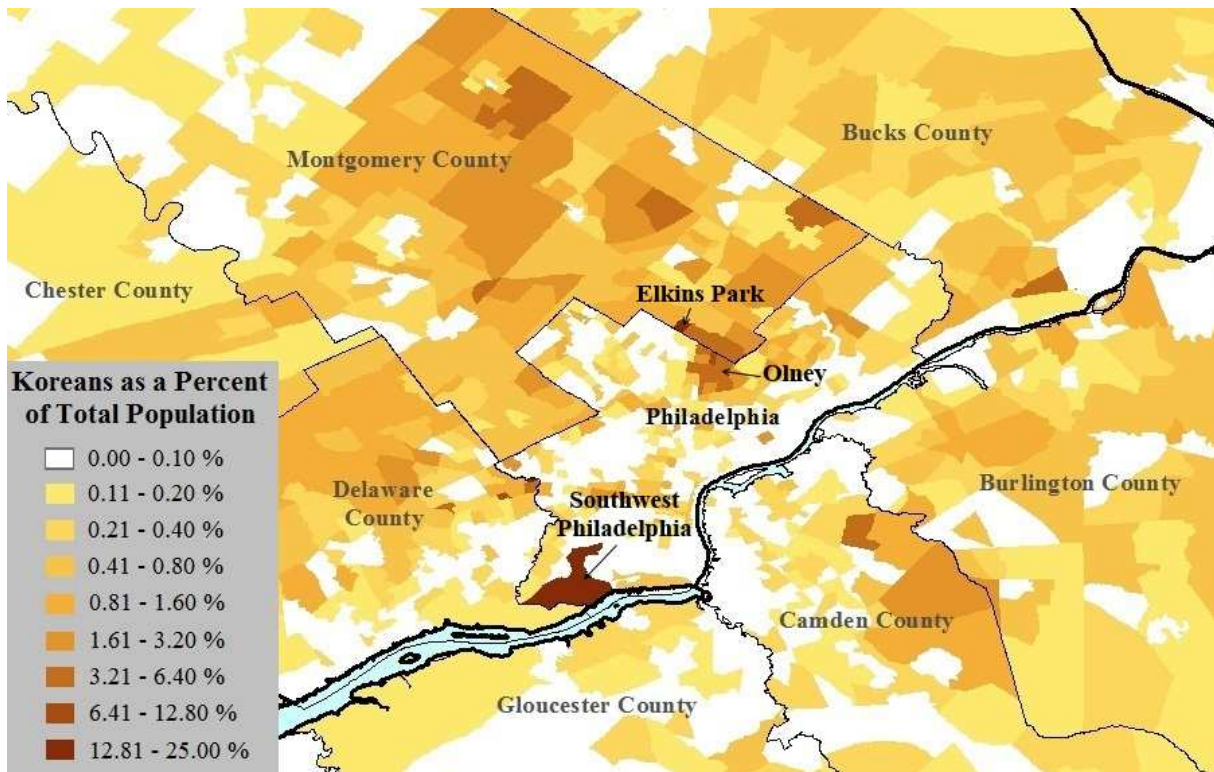 Montgomery County
Bucks County
Chester County
Elkins Park
Olney
Philadelphia
Delaware
County
Southwest
Philadelphia
Burlington County
Camden County
Gloucester County
Koreans as a Percent
of Total Population
0.00 - 0.10 %
0.11 - 0.20 %
0.21 - 0.40 %
0.41 - 0.80 %
0.81 - 1.60 %
1.61 - 3.20 %
3.21 - 6.40 %
6.41 - 12.80 %
12.81 - 25.00 %